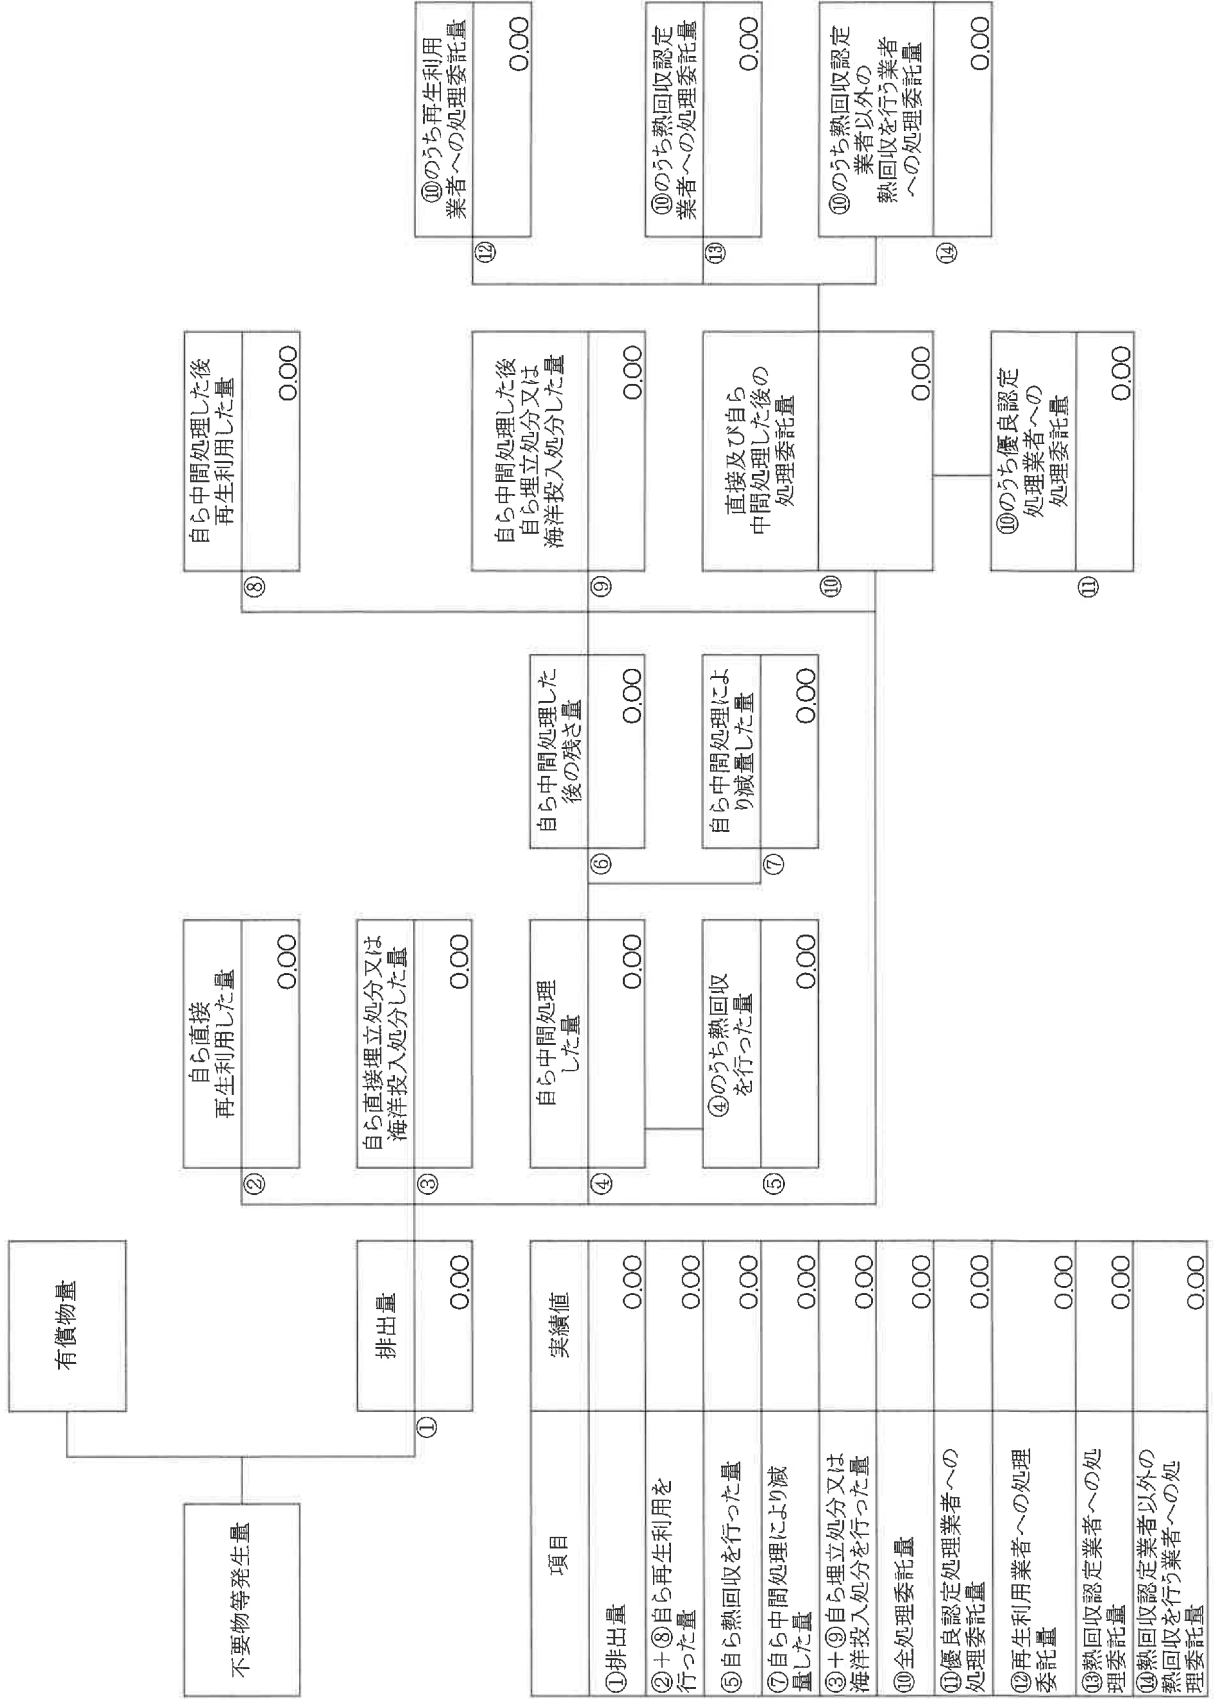 不要物等発生量
有償物量
排出量
①
0.00
自ら直接
再生利用した量
②
0.00
自ら直接埋立処分又は
海洋投入処分した量
③
0.00
自ら中間処理
した量
④
0.00
④のうち熱回収
を行った量
⑤
0.00
自ら中間処理した
後の残さ量
⑥
0.00
自ら中間処理によ
り減量した量
⑦
0.00
自ら中間処理した後
再生利用した量
⑧
0.00
自ら中間処理した後
自ら埋立処分又は
海洋投入処分した量
⑨
0.00
直接及び自ら
中間処理した後の
処理委託量
⑩
0.00
⑩のうち優良認定
処理業者への
処理委託量
⑪
0.00
⑩のうち再生利用
業者への処理委託量
⑫
0.00
⑩のうち熱回収認定
業者への処理委託量
⑬
0.00
⑩のうち熱回収認定
業者以外の
熱回収を行う業者
への処理委託量
⑭
0.00
項目 実績値
①排出量 0.00
②＋⑧自ら再生利用を
行った量 0.00
⑤自ら熱回収を行った量 0.00
⑦自ら中間処理により減
量した量 0.00
③＋⑨自ら埋立処分又は
海洋投入処分を行った量 0.00
⑩全処理委託量 0.00
⑪優良認定処理業者への
処理委託量 0.00
⑫再生利用業者への処理
委託量 0.00
⑬熱回収認定業者への処
理委託量 0.00
⑭熱回収認定業者以外の
熱回収を行う業者への処
理委託量 0.00